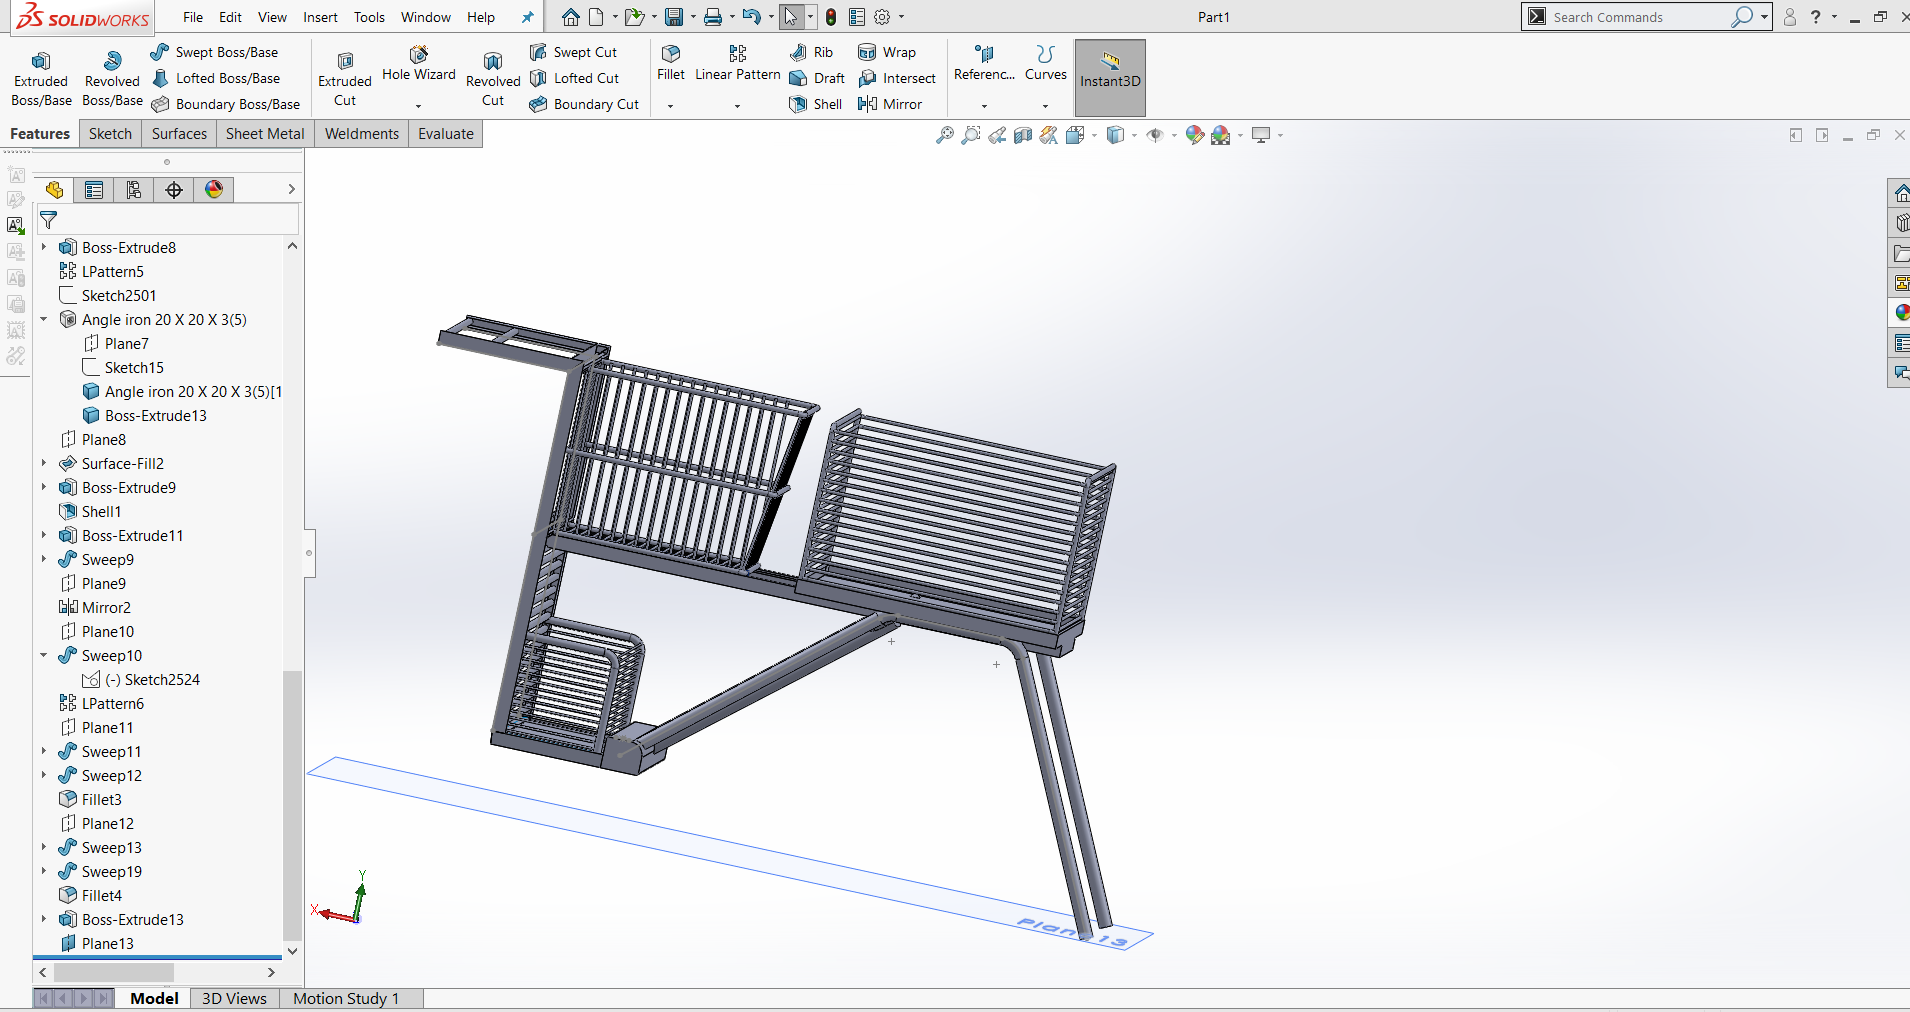 SOLIDWORKS File Edit View Insert Tools Window Help Part1 Search Commands ?
Extruded Boss/Base
Revolved Boss/Base
Swept Boss/Base
Lofted Boss/Base
Boundary Boss/Base
Extruded Cut
Hole Wizard
Revolved Cut
Swept Cut
Lofted Cut
Boundary Cut
Fillet
Linear Pattern
Rib
Draft
Shell
Wrap
Intersect
Mirror
Referenc...
Curves
Instant3D
Features Sketch Surfaces Sheet Metal Weldments Evaluate
Boss-Extrude8
LPattern5
Sketch2501
Angle iron 20 X 20 X 3(5)
Plane7
Sketch15
Angle iron 20 X 20 X 3(5)[1
Boss-Extrude13
Plane8
Surface-Fill2
Boss-Extrude9
Shell1
Boss-Extrude11
Sweep9
Plane9
Mirror2
Plane10
Sweep10
(-) Sketch2524
LPattern6
Plane11
Sweep11
Sweep12
Fillet3
Plane12
Sweep13
Sweep19
Fillet4
Boss-Extrude13
Plane13
Y
X
Model 3D Views Motion Study 1